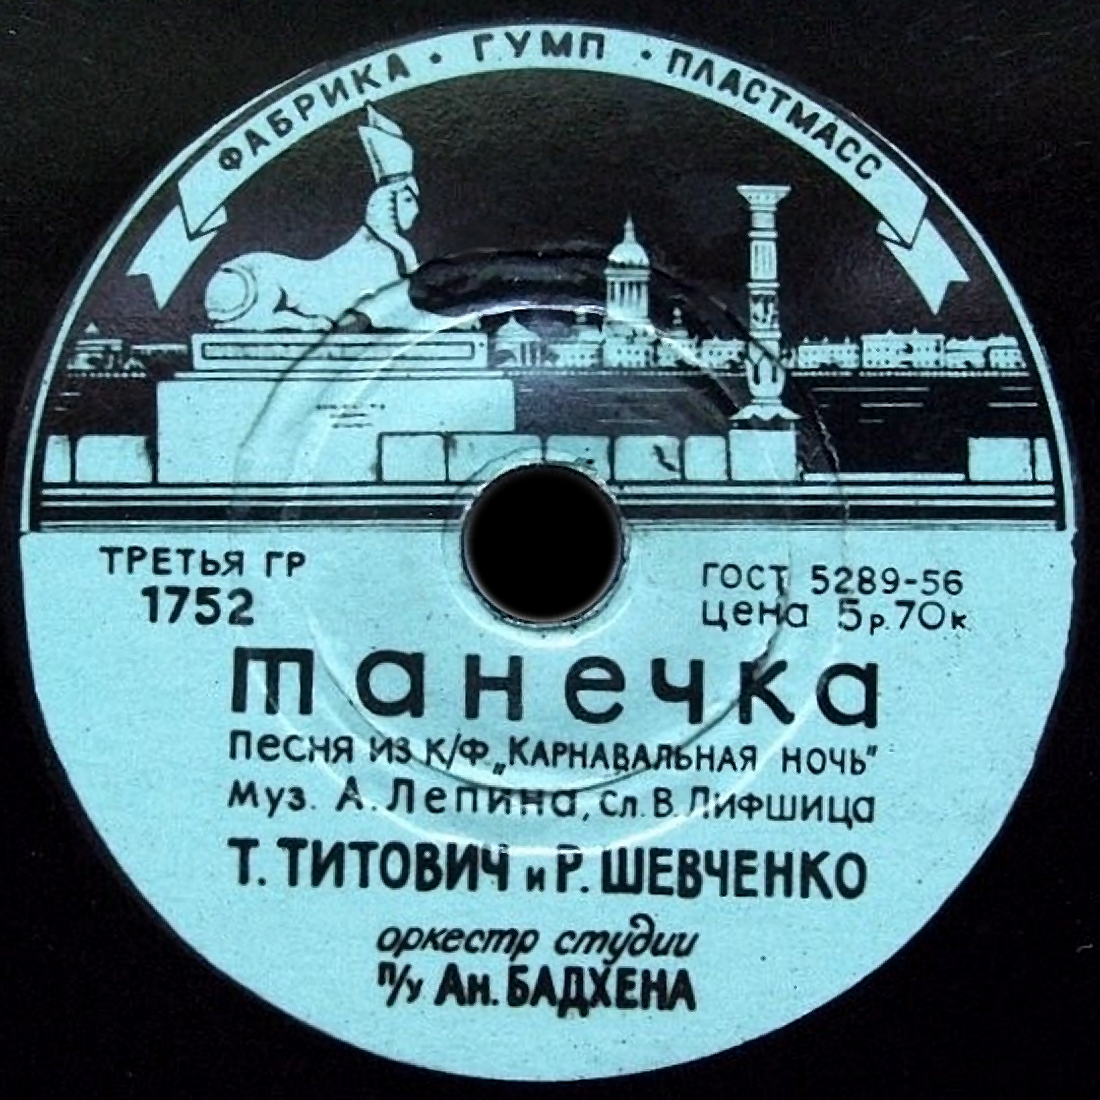 ФАБРИКА · ГУМП · ПЛАСТМАСС
ТРЕТЬЯ ГР
1752
ГОСТ 5289-56
цена 5р.70к
танечка
Песня из к/ф „КАРНАВАЛЬНАЯ НОЧЬ"
Муз. А. Лепина, сл. В. Лифшица
Т. ТИТОВИЧ и Р. ШЕВЧЕНКО
оркестр студии
п/у Ан. БАДХЕНА